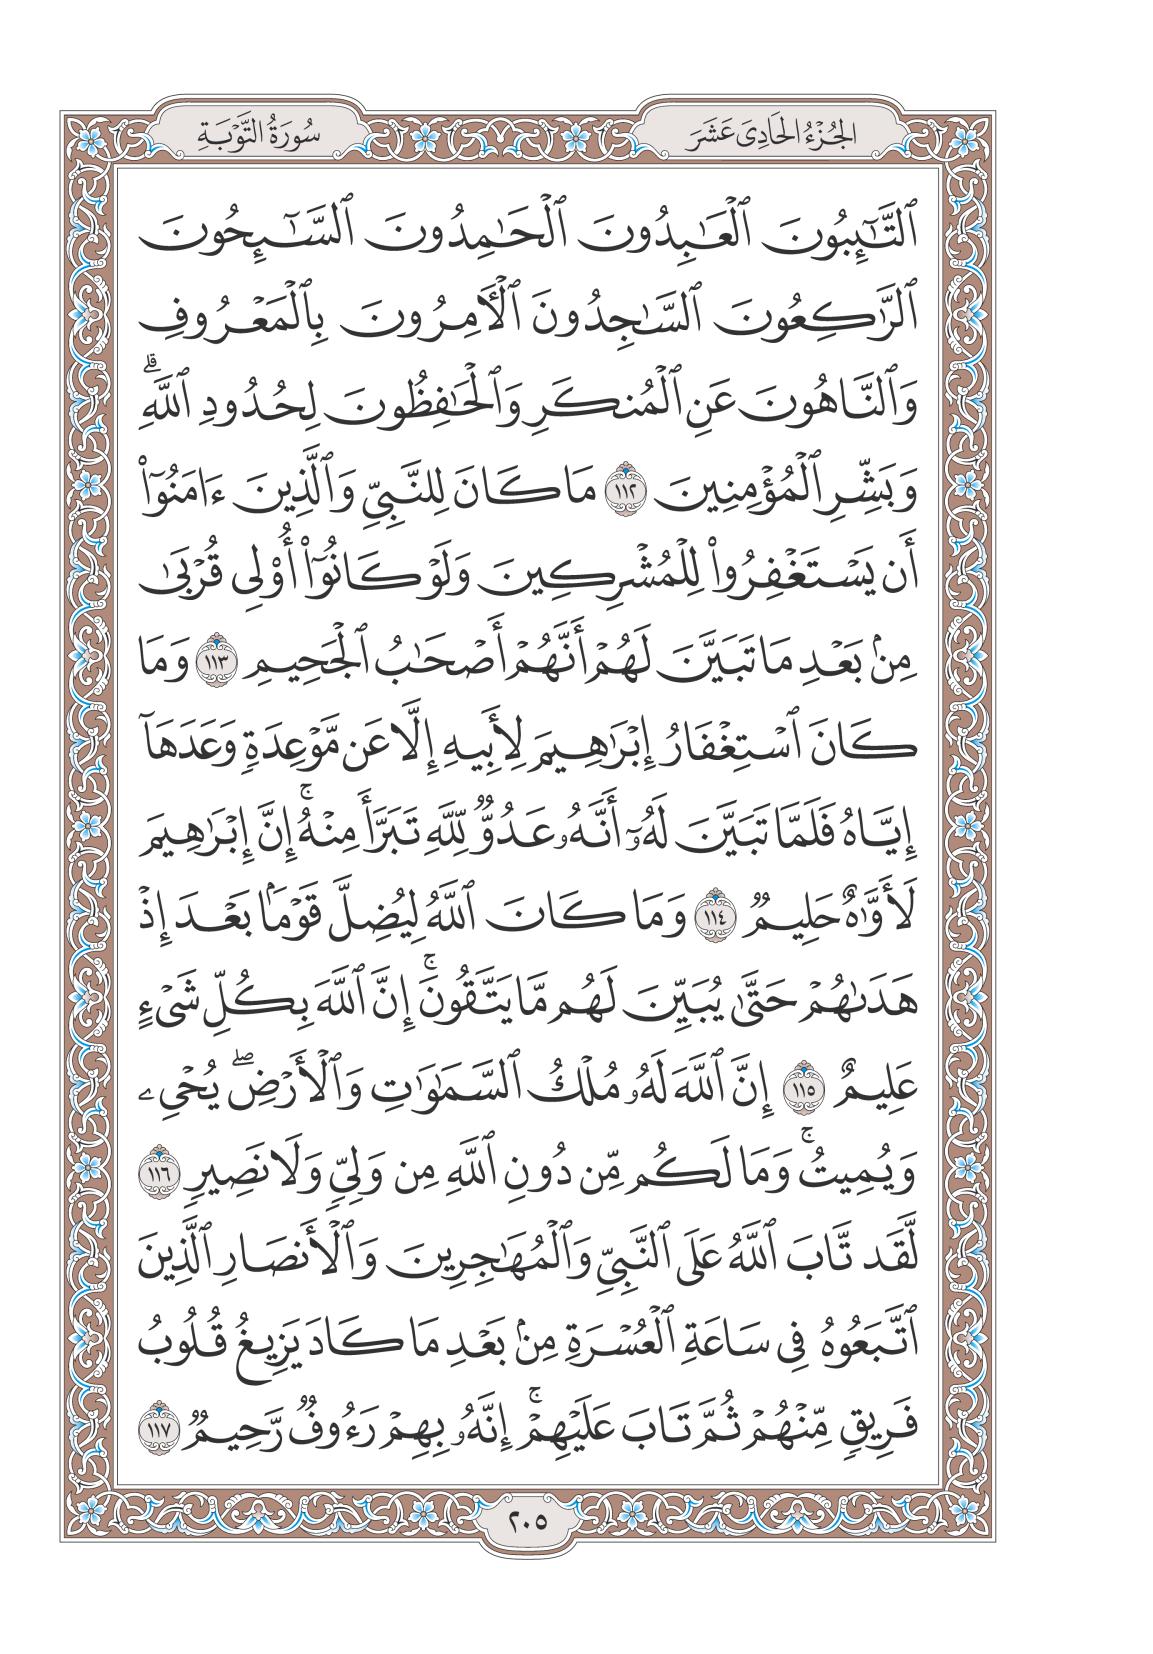 الجُزْءُ الحَادِي عَشَرَ
سُورَةُ التَّوْبَةِ
ٱلتَّٰٓئِبُونَ ٱلْعَٰبِدُونَ ٱلْحَٰمِدُونَ ٱلسَّٰٓئِحُونَ
ٱلرَّٰكِعُونَ ٱلسَّٰجِدُونَ ٱلْـَٔامِرُونَ بِٱلْمَعْرُوفِ
وَٱلنَّاهُونَ عَنِ ٱلْمُنكَرِ وَٱلْحَٰفِظُونَ لِحُدُودِ ٱللَّهِۗ
وَبَشِّرِ ٱلْمُؤْمِنِينَ ١١٢ مَا كَانَ لِلنَّبِيِّ وَٱلَّذِينَ ءَامَنُوٓا۟
أَن يَسْتَغْفِرُوا۟ لِلْمُشْرِكِينَ وَلَوْ كَانُوٓا۟ أُو۟لِى قُرْبَىٰ
مِنۢ بَعْدِ مَا تَبَيَّنَ لَهُمْ أَنَّهُمْ أَصْحَٰبُ ٱلْجَحِيمِ ١١٣ وَمَا
كَانَ ٱسْتِغْفَارُ إِبْرَٰهِيمَ لِأَبِيهِ إِلَّا عَن مَّوْعِدَةٍ وَعَدَهَآ
إِيَّاهُ فَلَمَّا تَبَيَّنَ لَهُۥٓ أَنَّهُۥ عَدُوٌّ لِّلَّهِ تَبَرَّأَ مِنْهُۚ إِنَّ إِبْرَٰهِيمَ
لَأَوَّٰهٌ حَلِيمٌ ١١٤ وَمَا كَانَ ٱللَّهُ لِيُضِلَّ قَوْمًۢا بَعْدَ إِذْ
هَدَىٰهُمْ حَتَّىٰ يُبَيِّنَ لَهُم مَّا يَتَّقُونَۚ إِنَّ ٱللَّهَ بِكُلِّ شَىْءٍ
عَلِيمٌ ١١٥ إِنَّ ٱللَّهَ لَهُۥ مُلْكُ ٱلسَّمَٰوَٰتِ وَٱلْأَرْضِۖ يُحْىِۦ
وَيُمِيتُۚ وَمَا لَكُم مِّن دُونِ ٱللَّهِ مِن وَلِىٍّ وَلَا نَصِيرٍ ١١٦
لَّقَد تَّابَ ٱللَّهُ عَلَى ٱلنَّبِيِّ وَٱلْمُهَٰجِرِينَ وَٱلْأَنصَارِ ٱلَّذِينَ
ٱتَّبَعُوهُ فِى سَاعَةِ ٱلْعُسْرَةِ مِنۢ بَعْدِ مَا كَادَ يَزِيغُ قُلُوبُ
فَرِيقٍ مِّنْهُمْ ثُمَّ تَابَ عَلَيْهِمْۚ إِنَّهُۥ بِهِمْ رَءُوفٌ رَّحِيمٌ ١١٧
٢٠٥